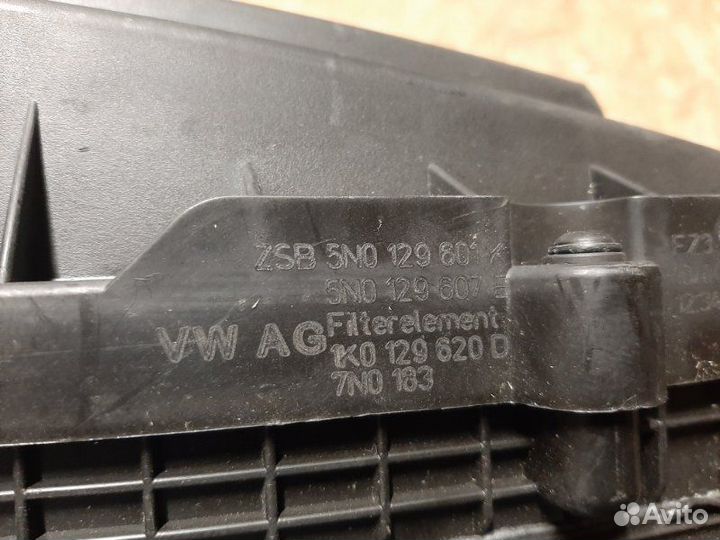 ZSB 5N0 129 601
5N0 129 607 E
VW AG Filterelement
1K0 129 620 D
7N0 183
Avito